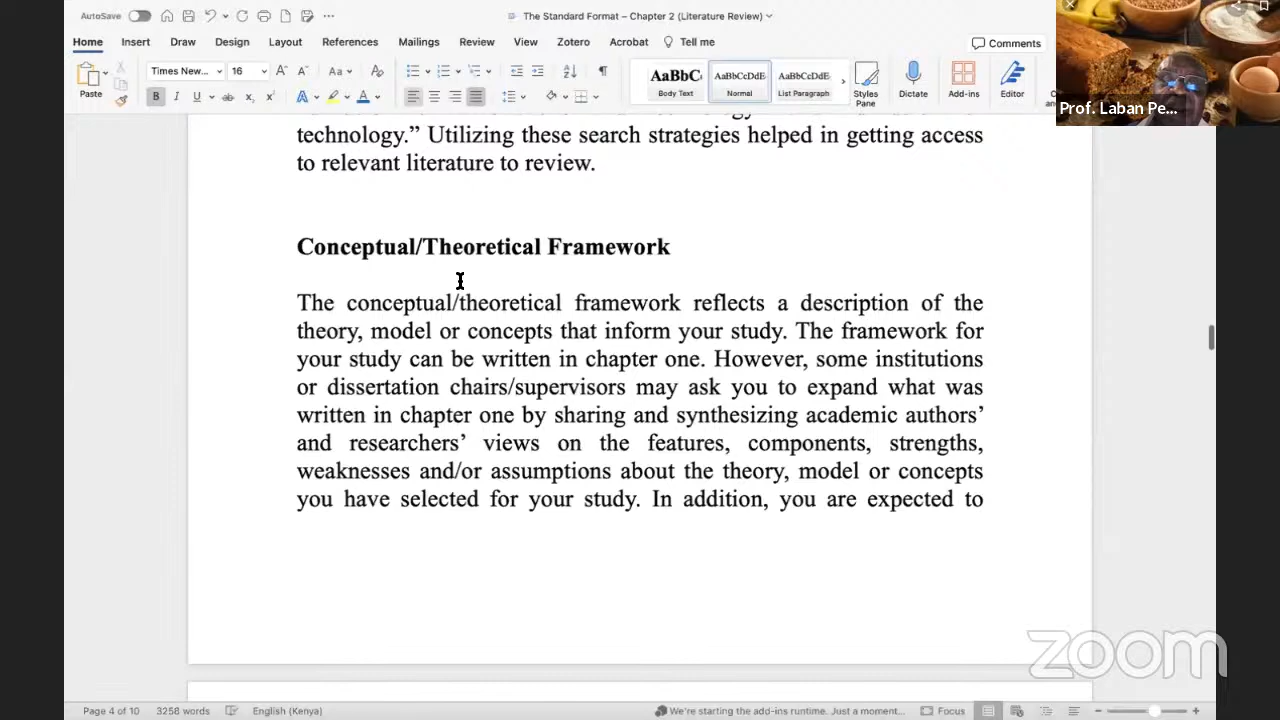 AutoSave
The Standard Format – Chapter 2 (Literature Review)
Home Insert Draw Design Layout References Mailings Review View Zotero Acrobat Tell me
Comments
Paste
Times New... 16
Aa
B I U ab x x
A A
AaBbC AaBbCcDdE AaBbCcDdE
Body Text Normal List Paragraph
Styles Pane
Dictate
Add-ins
Editor
Prof. Laban Pe...
technology.” Utilizing these search strategies helped in getting access
to relevant literature to review.
Conceptual/Theoretical Framework
The conceptual/theoretical framework reflects a description of the
theory, model or concepts that inform your study. The framework for
your study can be written in chapter one. However, some institutions
or dissertation chairs/supervisors may ask you to expand what was
written in chapter one by sharing and synthesizing academic authors’
and researchers’ views on the features, components, strengths,
weaknesses and/or assumptions about the theory, model or concepts
you have selected for your study. In addition, you are expected to
zoom
Page 4 of 10 3258 words English (Kenya) We're starting the add-ins runtime. Just a moment... Focus